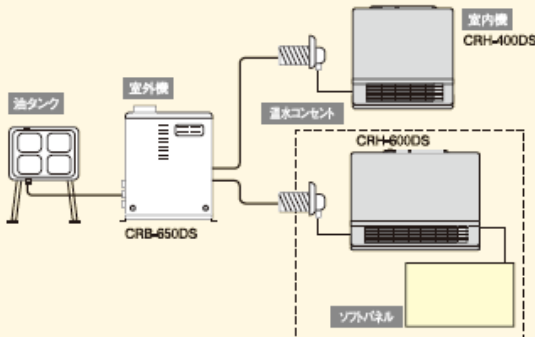 室内機
CRH-400DS
室外機
油タンク
温水コンセント
CRH-600DS
CRB-650DS
ソフトパネル